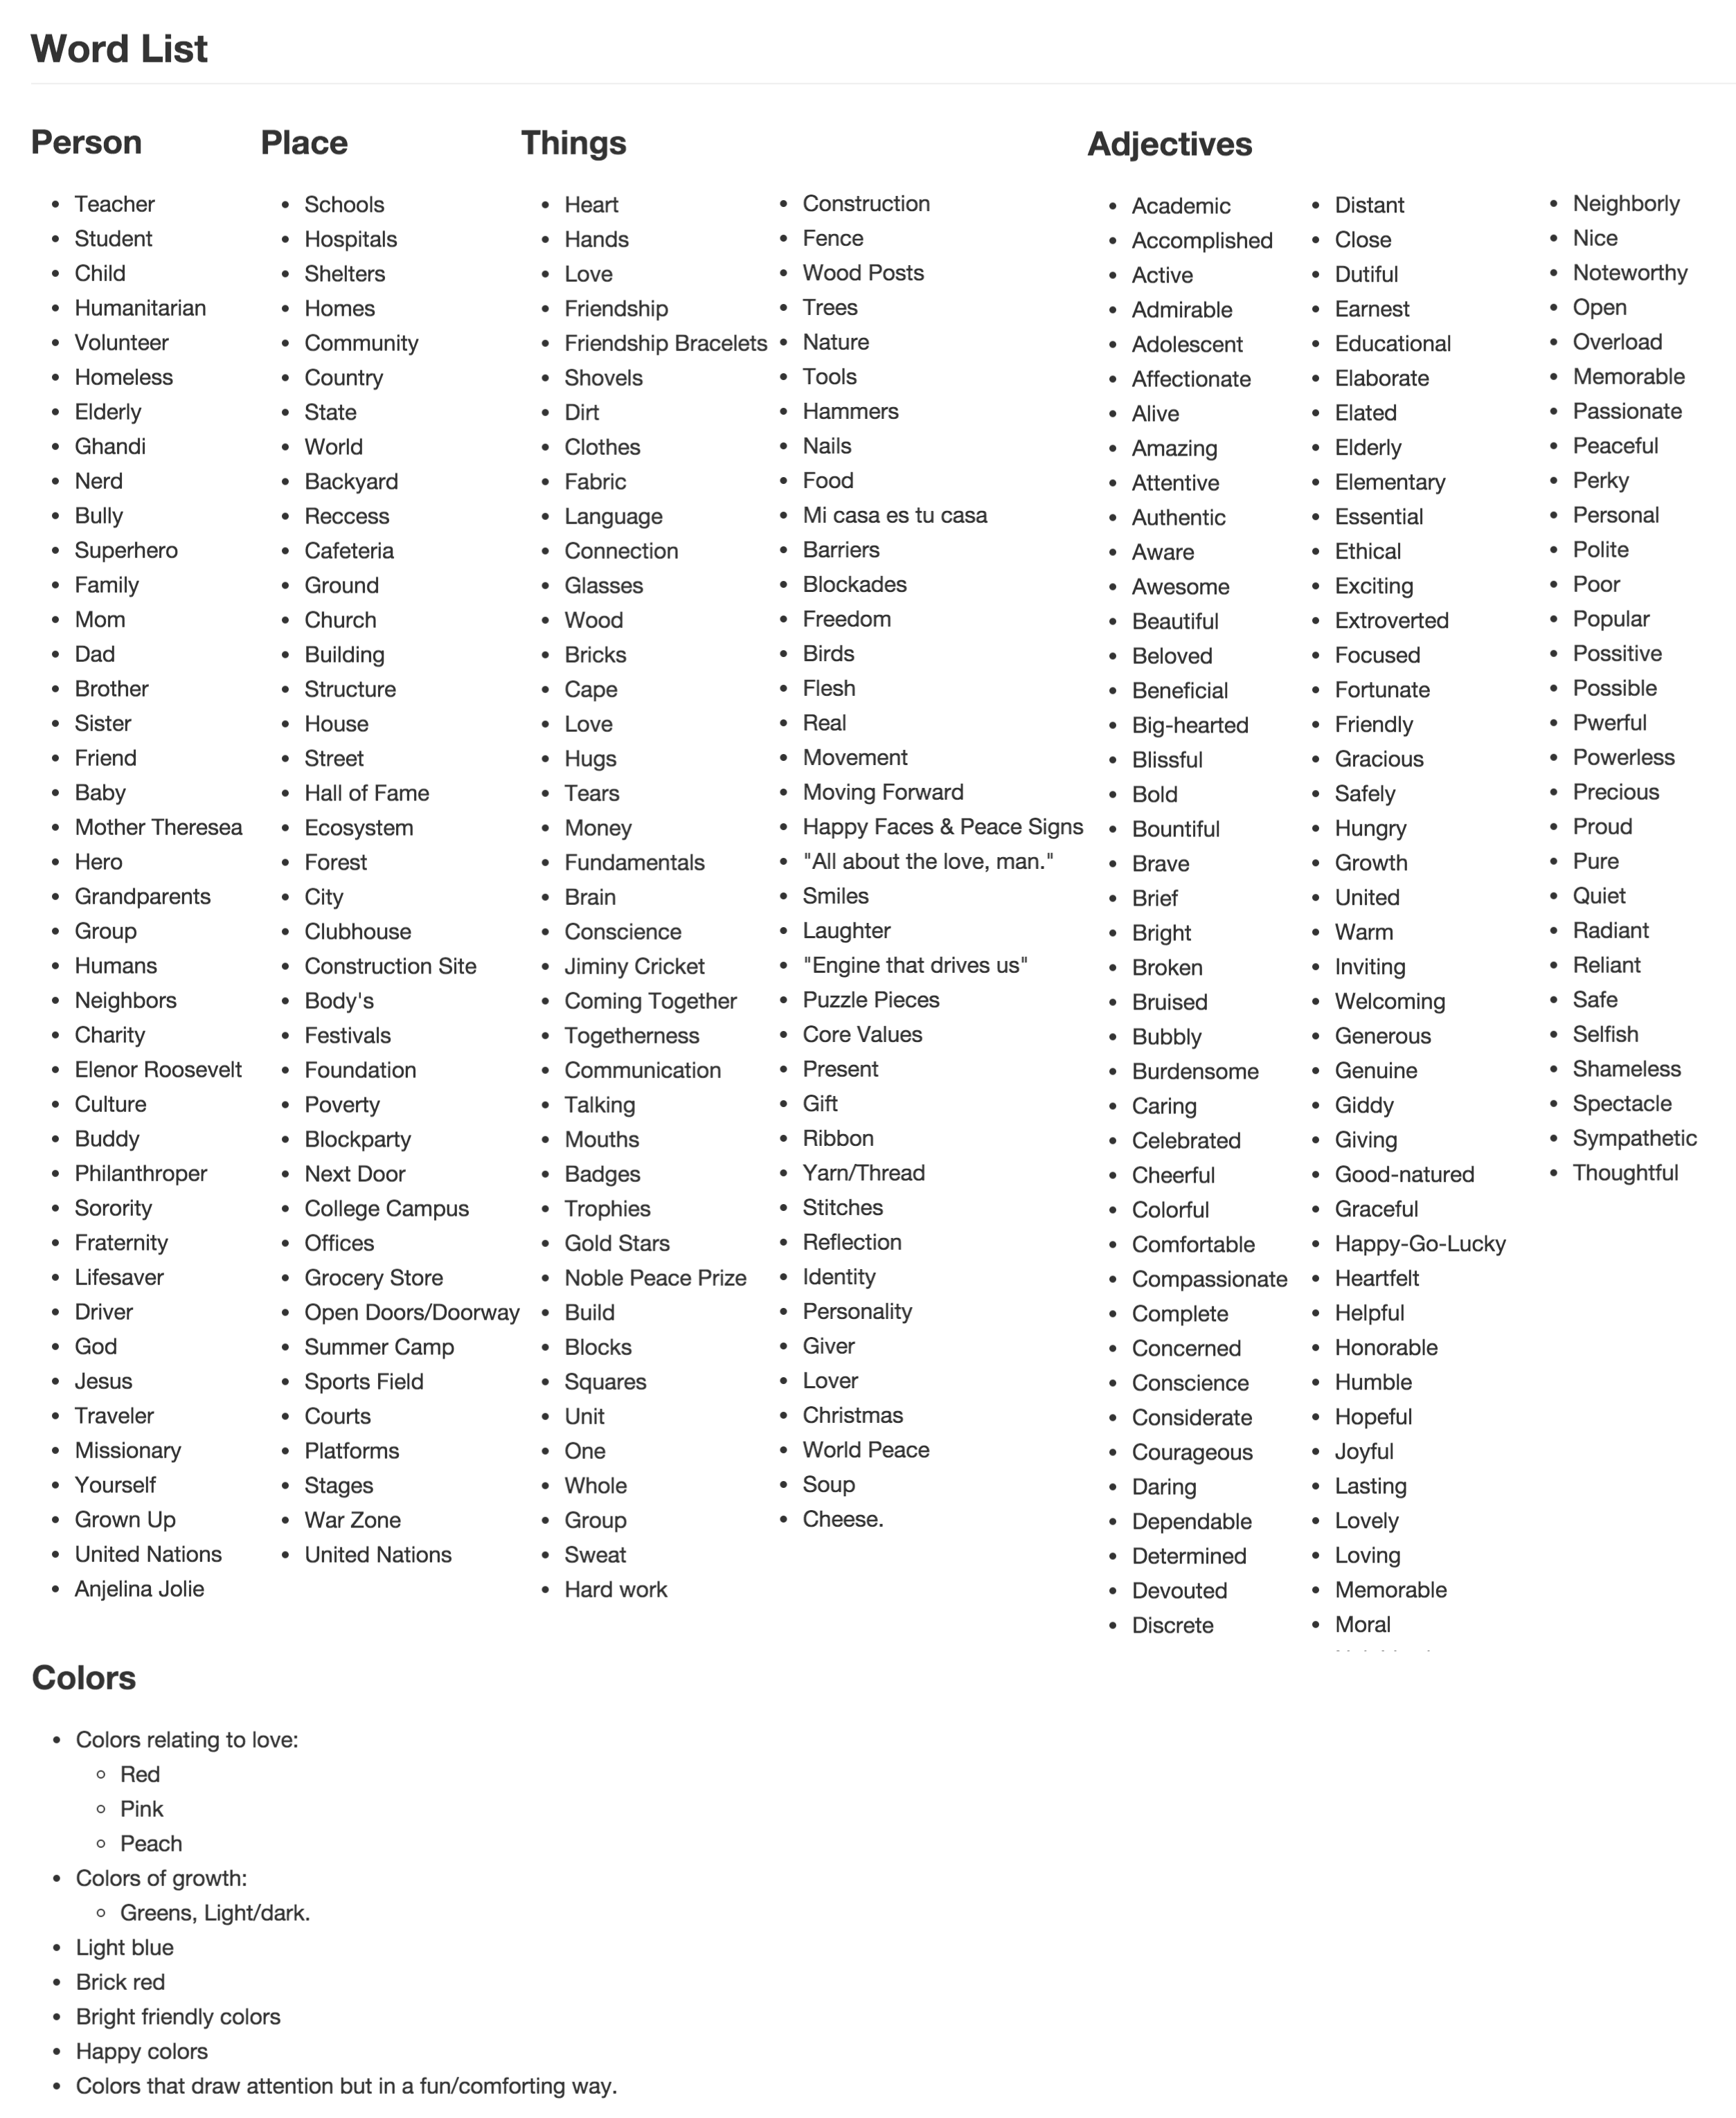 Word List
Person
Teacher
Student
Child
Humanitarian
Volunteer
Homeless
Elderly
Ghandi
Nerd
Bully
Superhero
Family
Mom
Dad
Brother
Sister
Friend
Baby
Mother Theresea
Hero
Grandparents
Group
Humans
Neighbors
Charity
Elenor Roosevelt
Culture
Buddy
Philanthroper
Sorority
Fraternity
Lifesaver
Driver
God
Jesus
Traveler
Missionary
Yourself
Grown Up
United Nations
Anjelina Jolie
Place
Schools
Hospitals
Shelters
Homes
Community
Country
State
World
Backyard
Reccess
Cafeteria
Ground
Church
Building
Structure
House
Street
Hall of Fame
Ecosystem
Forest
City
Clubhouse
Construction Site
Body's
Festivals
Foundation
Poverty
Blockparty
Next Door
College Campus
Offices
Grocery Store
Open Doors/Doorway
Summer Camp
Sports Field
Courts
Platforms
Stages
War Zone
United Nations
Things
Heart
Hands
Love
Friendship
Friendship Bracelets
Shovels
Dirt
Clothes
Fabric
Language
Connection
Glasses
Wood
Bricks
Cape
Love
Hugs
Tears
Money
Fundamentals
Brain
Conscience
Jiminy Cricket
Coming Together
Togetherness
Communication
Talking
Mouths
Badges
Trophies
Gold Stars
Noble Peace Prize
Build
Blocks
Squares
Unit
One
Whole
Group
Sweat
Hard work
Construction
Fence
Wood Posts
Trees
Nature
Tools
Hammers
Nails
Food
Mi casa es tu casa
Barriers
Blockades
Freedom
Birds
Flesh
Real
Movement
Moving Forward
Happy Faces & Peace Signs
"All about the love, man."
Smiles
Laughter
"Engine that drives us"
Puzzle Pieces
Core Values
Present
Gift
Ribbon
Yarn/Thread
Stitches
Reflection
Identity
Personality
Giver
Lover
Christmas
World Peace
Soup
Cheese.
Adjectives
Academic
Accomplished
Active
Admirable
Adolescent
Affectionate
Alive
Amazing
Attentive
Authentic
Aware
Awesome
Beautiful
Beloved
Beneficial
Big-hearted
Blissful
Bold
Bountiful
Brave
Brief
Bright
Broken
Bruised
Bubbly
Burdensome
Caring
Celebrated
Cheerful
Colorful
Comfortable
Compassionate
Complete
Concerned
Conscience
Considerate
Courageous
Daring
Dependable
Determined
Devouted
Discrete
Distant
Close
Dutiful
Earnest
Educational
Elaborate
Elated
Elderly
Elementary
Essential
Ethical
Exciting
Extroverted
Focused
Fortunate
Friendly
Gracious
Safely
Hungry
Growth
United
Warm
Inviting
Welcoming
Generous
Genuine
Giddy
Giving
Good-natured
Graceful
Happy-Go-Lucky
Heartfelt
Helpful
Honorable
Humble
Hopeful
Joyful
Lasting
Lovely
Loving
Memorable
Moral
Neighborly
Nice
Noteworthy
Open
Overload
Memorable
Passionate
Peaceful
Perky
Personal
Polite
Poor
Popular
Possitive
Possible
Pwerful
Powerless
Precious
Proud
Pure
Quiet
Radiant
Reliant
Safe
Selfish
Shameless
Spectacle
Sympathetic
Thoughtful
Colors
Colors relating to love:
Red
Pink
Peach
Colors of growth:
Greens, Light/dark.
Light blue
Brick red
Bright friendly colors
Happy colors
Colors that draw attention but in a fun/comforting way.